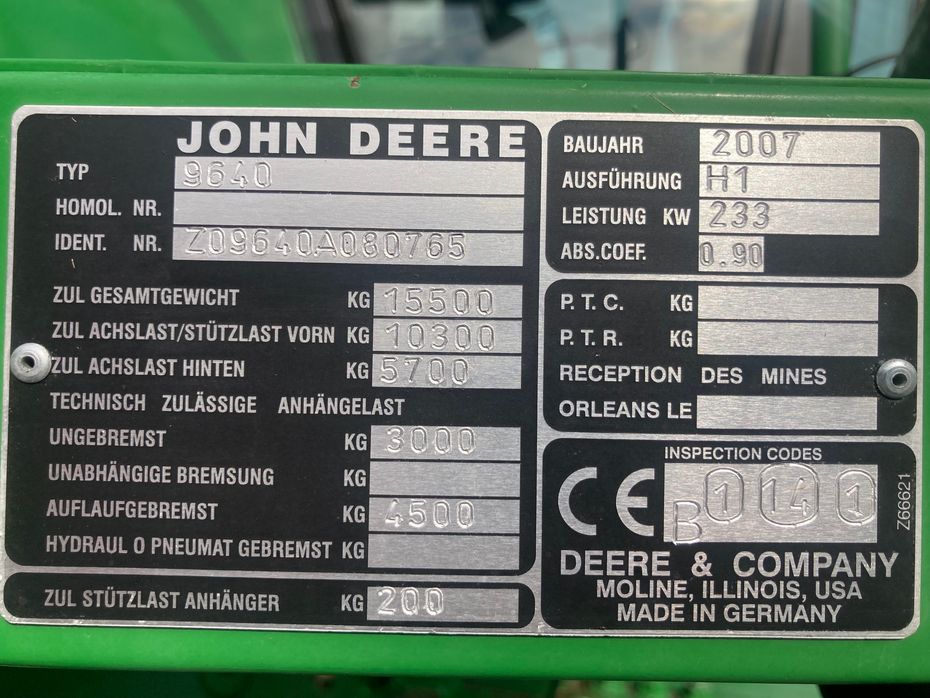 JOHN DEERE
TYP 9640
HOMOL. NR.
IDENT. NR. Z09640A080765
ZUL GESAMTGEWICHT KG 15500
ZUL ACHSLAST/STÜTZLAST VORN KG 10300
ZUL ACHSLAST HINTEN KG 5700
TECHNISCH ZULÄSSIGE ANHÄNGELAST
UNGEBREMST KG 3000
UNABHÄNGIGE BREMSUNG KG
AUFLAUFGEBREMST KG 4500
HYDRAUL O PNEUMAT GEBREMST KG
ZUL STÜTZLAST ANHÄNGER KG 200
BAUJAHR 2007
AUSFÜHRUNG H1
LEISTUNG KW 233
ABS.COEF. 0.90
P.T.C. KG
P.T.R. KG
RECEPTION DES MINES
ORLEANS LE
INSPECTION CODES
CE B 1 14 1
Z66621
DEERE & COMPANY
MOLINE, ILLINOIS, USA
MADE IN GERMANY